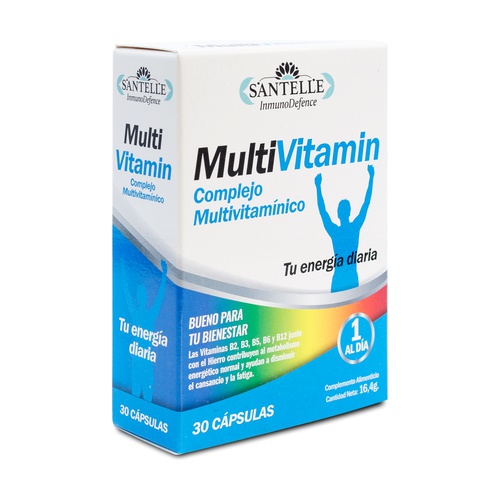 SANTELLE
InmunoDefence
Multi
Vitamin
Complejo
Multivitamínico
Tu energía
diaria
30 CÁPSULAS
SANTELLE
InmunoDefence
MultiVitamin
Complejo
Multivitamínico
Tu energía diaria
BUENO PARA
TU BIENESTAR
Las Vitaminas B2, B3, B5, B6 y B12 junto
con el Hierro contribuyen al metabolismo
energético normal y ayudan a disminuir
el cansancio y la fatiga.
1
AL DÍA
Complemento Alimenticio
Cantidad Neta: 16,4g.
30 CÁPSULAS